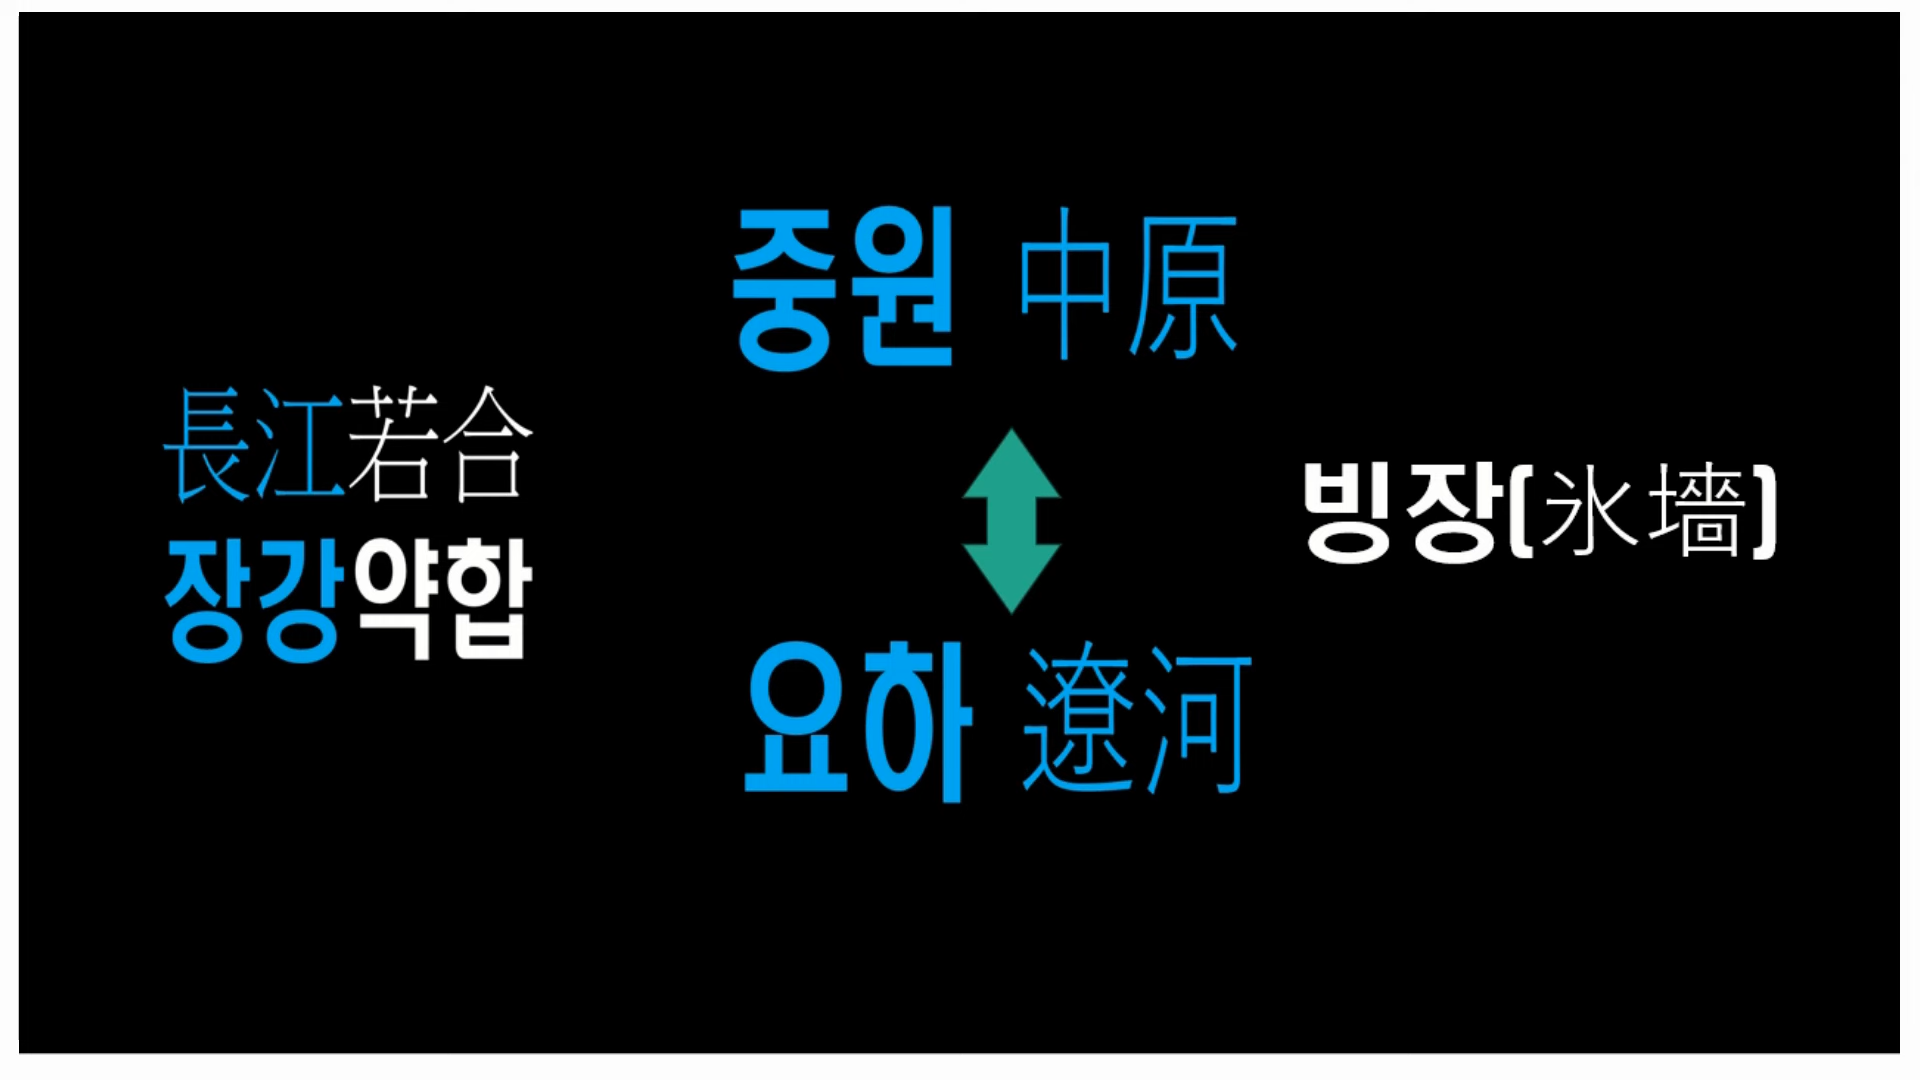 長江若合
장강약합
중원 中原
요하 遼河
빙장(氷墻)